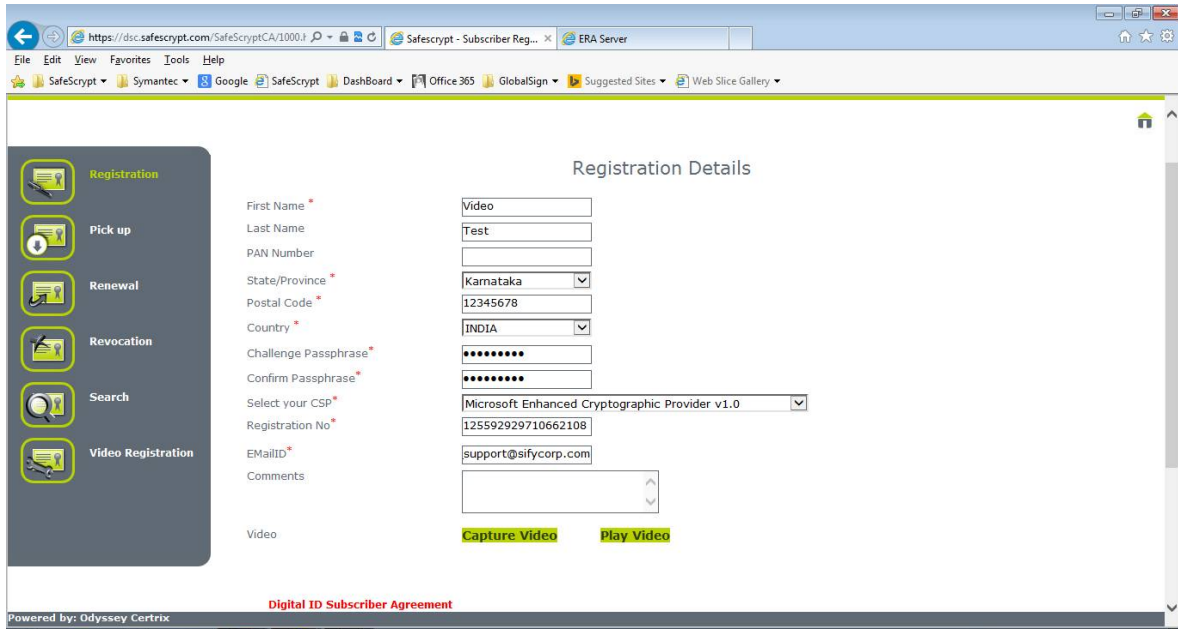 https://dsc.safescrypt.com/SafeScryptCA/1000.h
Safescrypt - Subscriber Reg...
ERA Server
File Edit View Favorites Tools Help
SafeScrypt Symantec Google SafeScrypt DashBoard Office 365 GlobalSign Suggested Sites Web Slice Gallery
Registration
Pick up
Renewal
Revocation
Search
Video Registration
Registration Details
First Name * Video
Last Name Test
PAN Number
State/Province * Karnataka
Postal Code * 12345678
Country * INDIA
Challenge Passphrase* •••••••••
Confirm Passphrase* •••••••••
Select your CSP* Microsoft Enhanced Cryptographic Provider v1.0
Registration No* 125592929710662108
EMailID* support@sifycorp.com
Comments
Video Capture Video Play Video
Digital ID Subscriber Agreement
Powered by: Odyssey Certrix